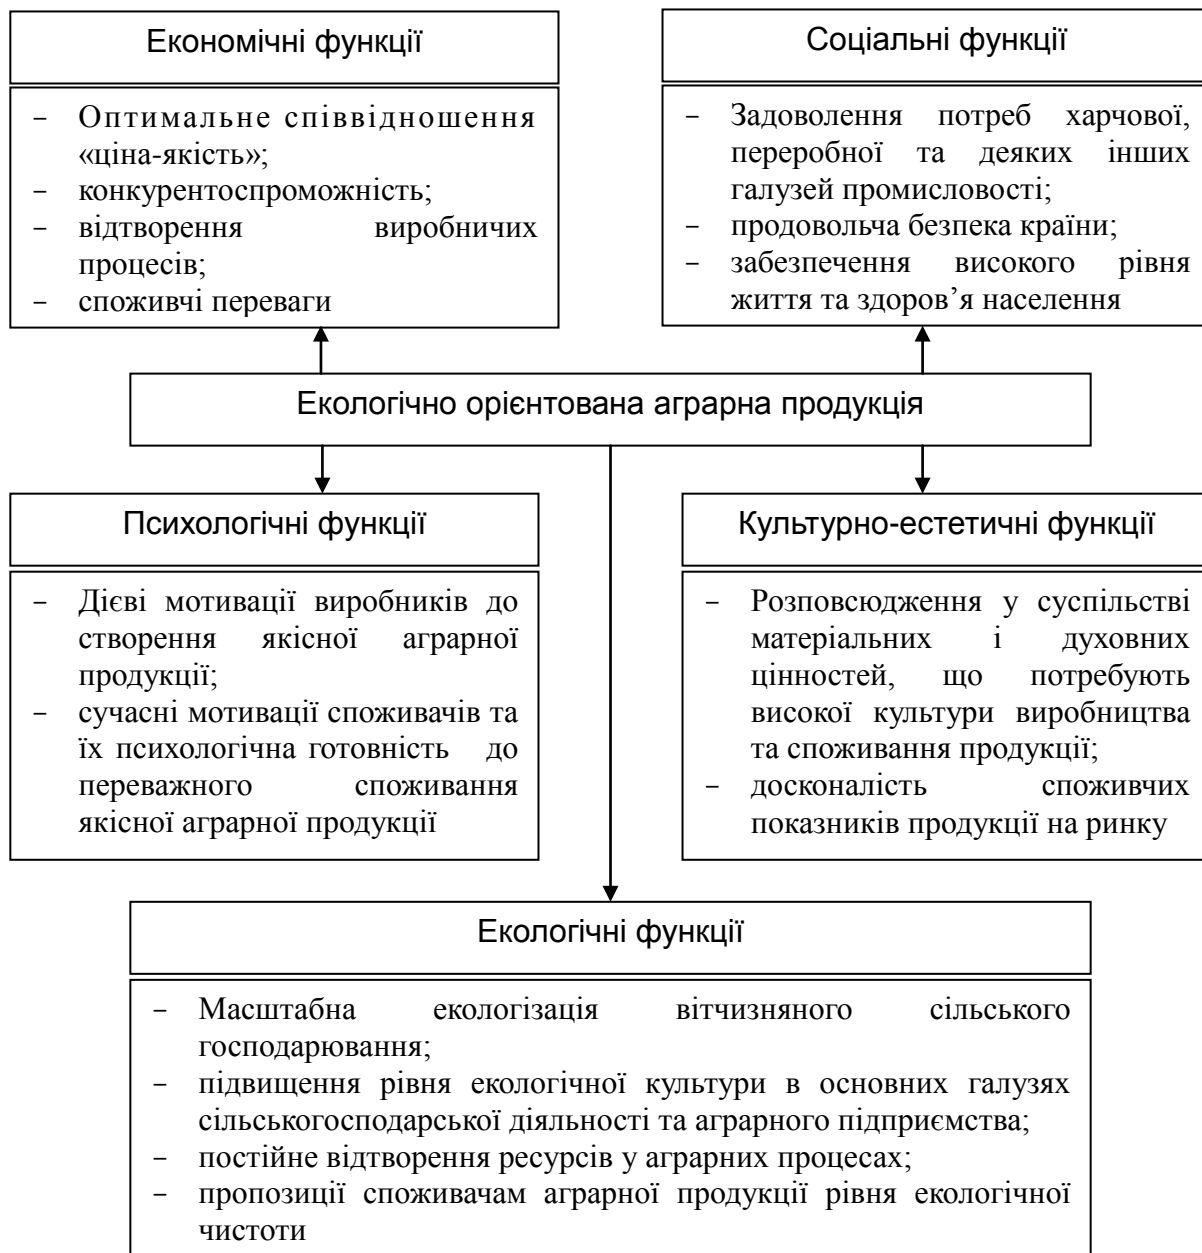 Економічні функції
– Оптимальне співвідношення
«ціна-якість»;
– конкурентоспроможність;
– відтворення виробничих
процесів;
– споживчі переваги
Соціальні функції
– Задоволення потреб харчової,
переробної та деяких інших
галузей промисловості;
– продовольча безпека країни;
– забезпечення високого рівня
життя та здоров’я населення
Екологічно орієнтована аграрна продукція
Психологічні функції
– Дієві мотивації виробників до
створення якісної аграрної
продукції;
– сучасні мотивації споживачів та
їх психологічна готовність до
переважного споживання
якісної аграрної продукції
Культурно-естетичні функції
– Розповсюдження у суспільстві
матеріальних і духовних
цінностей, що потребують
високої культури виробництва
та споживання продукції;
– досконалість споживчих
показників продукції на ринку
Екологічні функції
– Масштабна екологізація вітчизняного сільського
господарювання;
– підвищення рівня екологічної культури в основних галузях
сільськогосподарської діяльності та аграрного підприємства;
– постійне відтворення ресурсів у аграрних процесах;
– пропозиції споживачам аграрної продукції рівня екологічної
чистоти